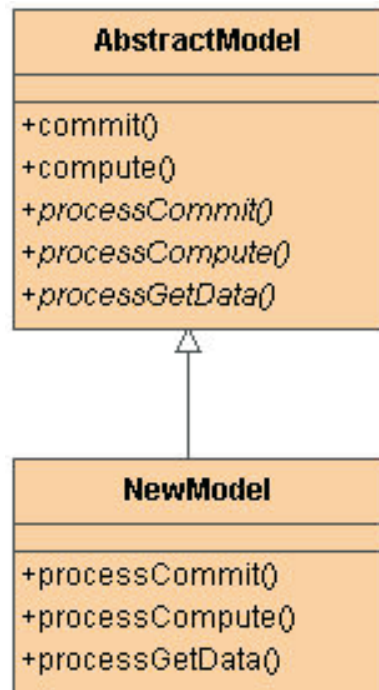 AbstractModel
+commit()
+compute()
+processCommit()
+processCompute()
+processGetData()
NewModel
+processCommit()
+processCompute()
+processGetData()